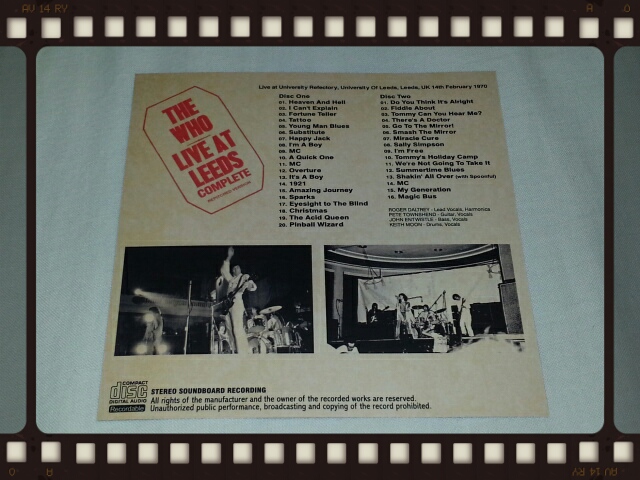 AV 14 RY
A
.O
THE
WHO
LIVE AT
LEEDS
COMPLETE
Live at University Refectory, University Of Leeds, Leeds, UK 14th February 1970
Disc One
01. Heaven And Hell
02. I Can't Explain
03. Fortune Teller
04. Tattoo
05. Young Man Blues
06. Substitute
07. Happy Jack
08. I'm A Boy
09. MC
10. A Quick One
11. MC
12. Overture
13. It's A Boy
14. 1921
15. Amazing Journey
16. Sparks
17. Eyesight to The Blind
18. Christmas
19. The Acid Queen
20. Pinball Wizard
Disc Two
01. Do You Think It's Alright
02. Fiddle About
03. Tommy Can You Hear Me?
04. There's A Doctor
05. Go To The Mirror!
06. Smash The Mirror
07. Miracle Cure
08. Sally Simpson
09. I'm Free
10. Tommy's Holiday Camp
11. We're Not Going To Take It
12. Summertime Blues
13. Shakin' All Over (with Spoonful)
14. MC
15. My Generation
16. Magic Bus
ROGER DALTREY - Lead Vocals, Harmonica
PETE TOWNSHEND - Guitar, Vocals
JOHN ENTWISTLE - Bass, Vocals
KEITH MOON - Drums, Vocals
COMPACT
disc
DIGITAL AUDIO
Recordable
STEREO SOUNDBOARD RECORDING
All rights of the manufacturer and the owner of the recorded works are reserved.
Unauthorized public performance, broadcasting and copying of the record prohibited.
O.
A
AV 14
RY
A